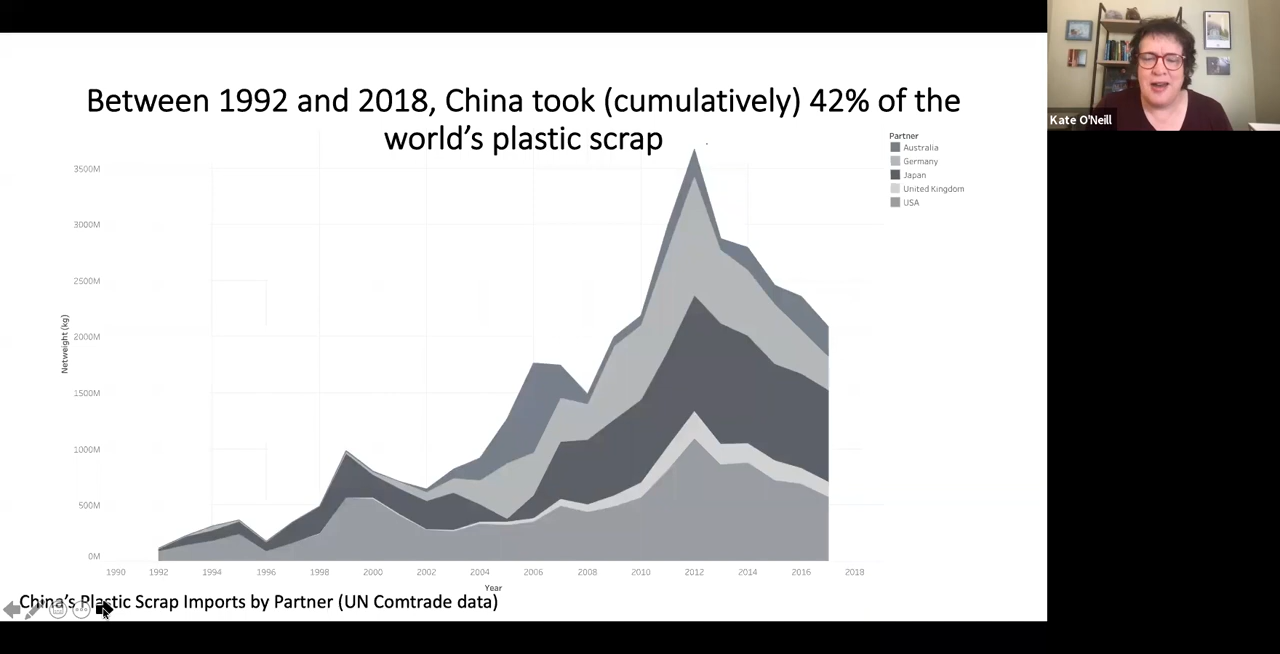 Between 1992 and 2018, China took (cumulatively) 42% of the
world's plastic scrap
Partner
Australia
Germany
Japan
United Kingdom
USA
3500M
3000M
2500M
2000M
1500M
1000M
500M
0M
Netweight (kg)
1990 1992 1994 1996 1998 2000 2002 2004 2006 2008 2010 2012 2014 2016 2018
Year
China's Plastic Scrap Imports by Partner (UN Comtrade data)
Kate O'Neill